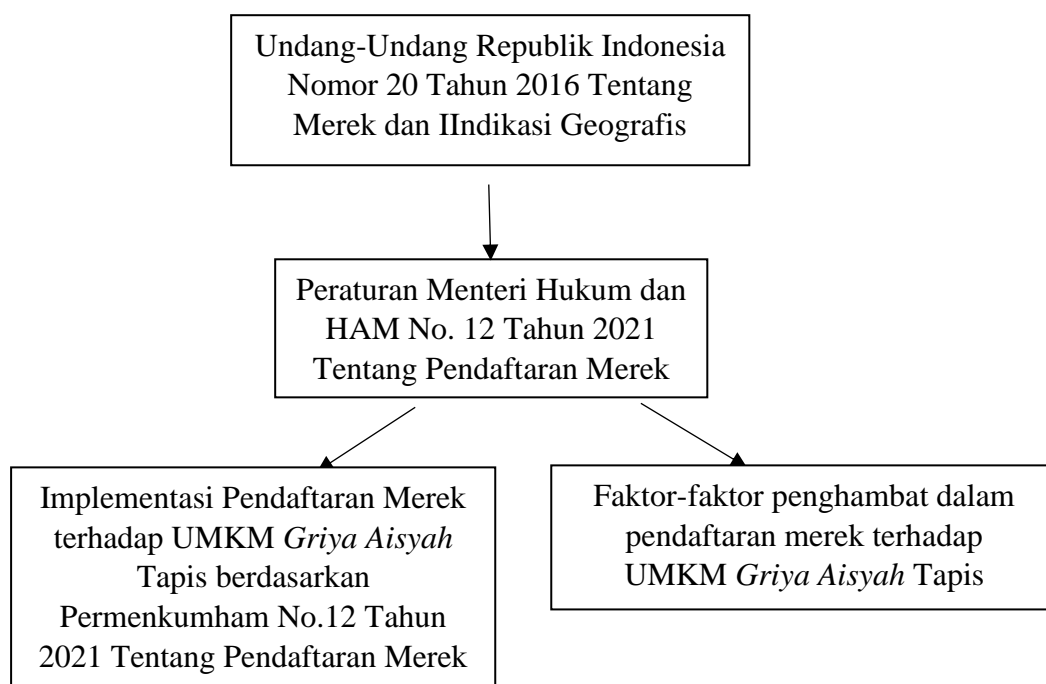 Undang-Undang Republik Indonesia
Nomor 20 Tahun 2016 Tentang
Merek dan IIndikasi Geografis
Peraturan Menteri Hukum dan
HAM No. 12 Tahun 2021
Tentang Pendaftaran Merek
Implementasi Pendaftaran Merek
terhadap UMKM Griya Aisyah
Tapis berdasarkan
Permenkumham No.12 Tahun
2021 Tentang Pendaftaran Merek
Faktor-faktor penghambat dalam
pendaftaran merek terhadap
UMKM Griya Aisyah Tapis